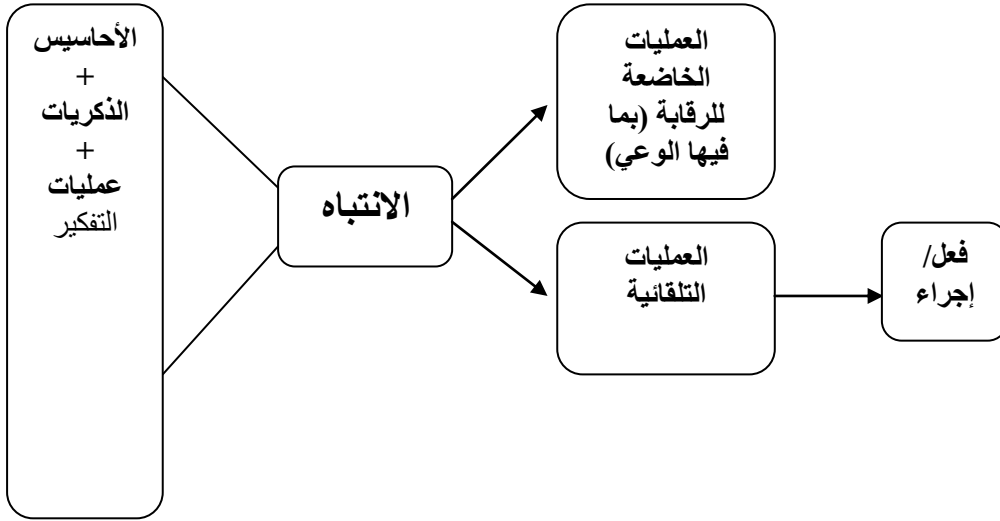 الأحاسيس
+
الذكريات
+
عمليات
التفكير
الانتباه
العمليات
الخاضعة
للرقابة (بما
فيها الوعي)
العمليات
التلقائية
فعل/
إجراء